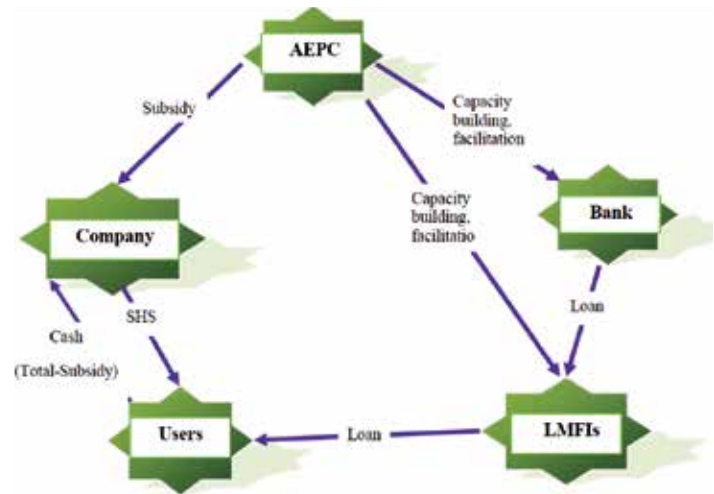 AEPC
Subsidy
Capacity
building,
facilitation
Capacity
building,
facilitatio
Company
Bank
SHS
Loan
Cash
(Total-Subsidy)
Users
Loan
LMFIs